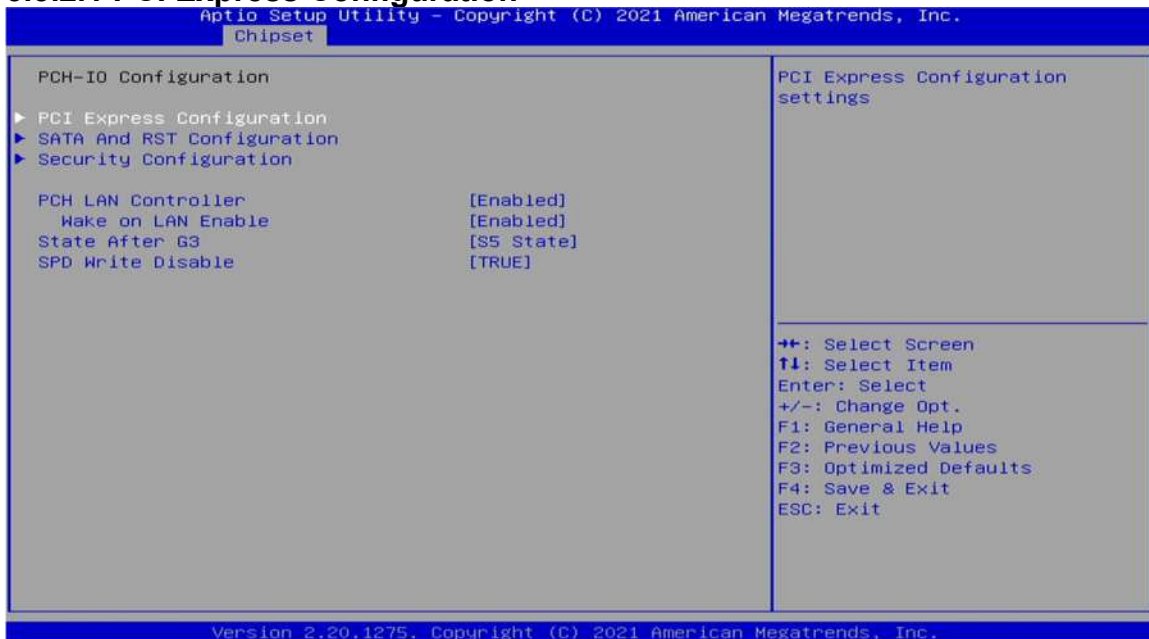 PCI Express Configuration
Aptio Setup Utility – Copyright (C) 2021 American Megatrends, Inc.
Chipset
PCH-IO Configuration
PCI Express Configuration
SATA And RST Configuration
Security Configuration
PCH LAN Controller [Enabled]
Wake on LAN Enable [Enabled]
State After G3 [S5 State]
SPD Write Disable [TRUE]
PCI Express Configuration
settings
→←: Select Screen
↑↓: Select Item
Enter: Select
+/-: Change Opt.
F1: General Help
F2: Previous Values
F3: Optimized Defaults
F4: Save & Exit
ESC: Exit
Version 2.20.1275. Copyright (C) 2021 American Megatrends, Inc.